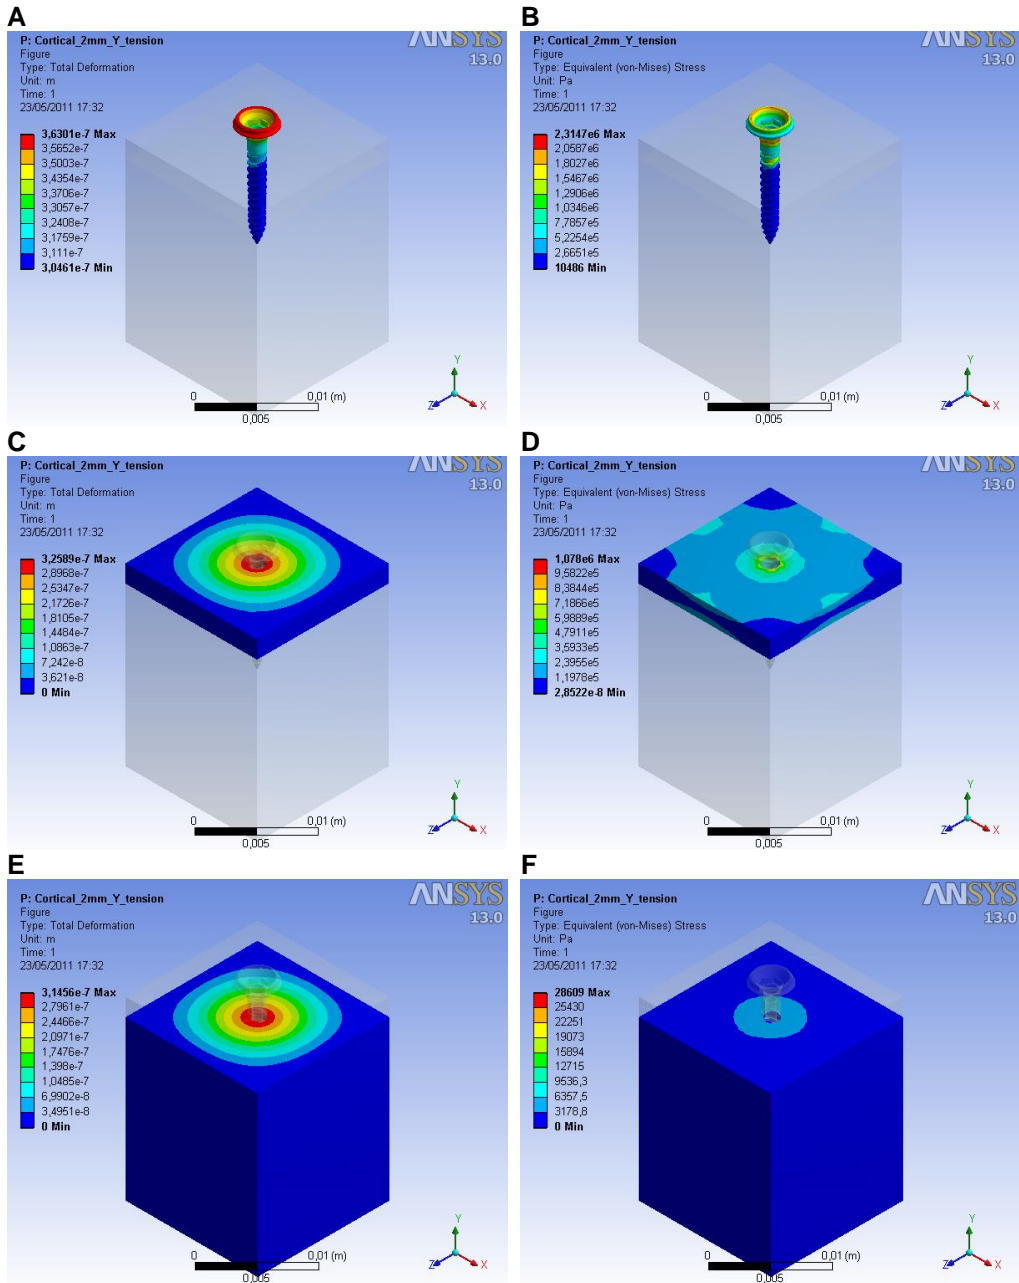 A
P: Cortical_2mm_Y_tension
Figure
Type: Total Deformation
Unit: m
Time: 1
23/05/2011 17:32
ANSYS
13.0
3,6301e-7 Max
3,5652e-7
3,5003e-7
3,4354e-7
3,3706e-7
3,3057e-7
3,2408e-7
3,1759e-7
3,111e-7
3,0461e-7 Min
0
0,01 (m)
0,005
Y
Z
X
B
P: Cortical_2mm_Y_tension
Figure
Type: Equivalent (von-Mises) Stress
Unit: Pa
Time: 1
23/05/2011 17:32
ANSYS
13.0
2,3147e6 Max
2,0587e6
1,8027e6
1,5467e6
1,2906e6
1,0346e6
7,7857e5
5,2254e5
2,6651e5
10486 Min
0
0,01 (m)
0,005
Y
Z
X
C
P: Cortical_2mm_Y_tension
Figure
Type: Total Deformation
Unit: m
Time: 1
23/05/2011 17:32
ANSYS
13.0
3,2589e-7 Max
2,8968e-7
2,5347e-7
2,1726e-7
1,8105e-7
1,4484e-7
1,0863e-7
7,242e-8
3,621e-8
0 Min
0
0,01 (m)
0,005
Y
Z
X
D
P: Cortical_2mm_Y_tension
Figure
Type: Equivalent (von-Mises) Stress
Unit: Pa
Time: 1
23/05/2011 17:32
ANSYS
13.0
1,078e6 Max
9,5822e5
8,3844e5
7,1866e5
5,9889e5
4,7911e5
3,5933e5
2,3955e5
1,1978e5
2,8522e-8 Min
0
0,01 (m)
0,005
Y
Z
X
E
P: Cortical_2mm_Y_tension
Figure
Type: Total Deformation
Unit: m
Time: 1
23/05/2011 17:32
ANSYS
13.0
3,1456e-7 Max
2,7961e-7
2,4466e-7
2,0971e-7
1,7476e-7
1,398e-7
1,0485e-7
6,9902e-8
3,4951e-8
0 Min
0
0,01 (m)
0,005
Y
Z
X
F
P: Cortical_2mm_Y_tension
Figure
Type: Equivalent (von-Mises) Stress
Unit: Pa
Time: 1
23/05/2011 17:32
ANSYS
13.0
28609 Max
25430
22251
19073
15894
12715
9536,3
6357,5
3178,8
0 Min
0
0,01 (m)
0,005
Y
Z
X